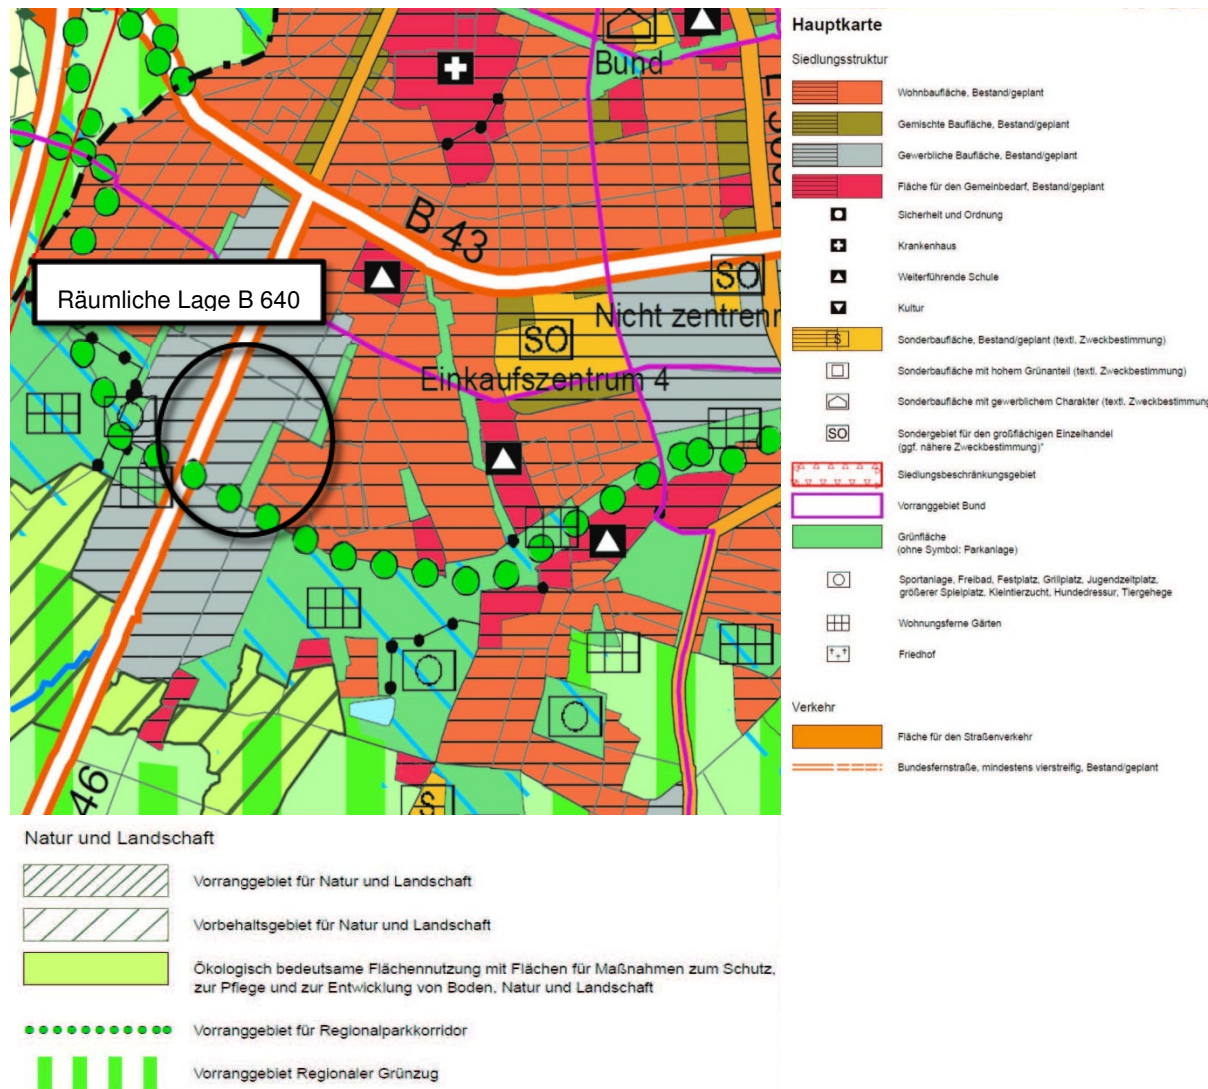 Bund
L 3061
B 43
Räumliche Lage B 640
SO
Nicht zentrenr
SO
Einkaufszentrum 4
S
46
Hauptkarte
Siedlungsstruktur
Wohnbaufläche, Bestand/geplant
Gemischte Baufläche, Bestand/geplant
Gewerbliche Baufläche, Bestand/geplant
Fläche für den Gemeinbedarf, Bestand/geplant
Sicherheit und Ordnung
Krankenhaus
Weiterführende Schule
Kultur
S
Sonderbaufläche, Bestand/geplant (textl. Zweckbestimmung)
Sonderbaufläche mit hohem Grünanteil (textl. Zweckbestimmung)
Sonderbaufläche mit gewerblichem Charakter (textl. Zweckbestimmung
SO
Sondergebiet für den großflächigen Einzelhandel
(ggf. nähere Zweckbestimmung)*
Siedlungsbeschränkungsgebiet
Vorranggebiet Bund
Grünfläche
(ohne Symbol: Parkanlage)
Sportanlage, Freibad, Festplatz, Grillplatz, Jugendzeitplatz,
größerer Spielplatz, Kleintierzucht, Hundedressur, Tiergehege
Wohnungsferne Gärten
Friedhof
Verkehr
Fläche für den Straßenverkehr
Bundesfernstraße, mindestens vierstreifig, Bestand/geplant
Natur und Landschaft
Vorranggebiet für Natur und Landschaft
Vorbehaltsgebiet für Natur und Landschaft
Ökologisch bedeutsame Flächennutzung mit Flächen für Maßnahmen zum Schutz,
zur Pflege und zur Entwicklung von Boden, Natur und Landschaft
Vorranggebiet für Regionalparkkorridor
Vorranggebiet Regionaler Grünzug